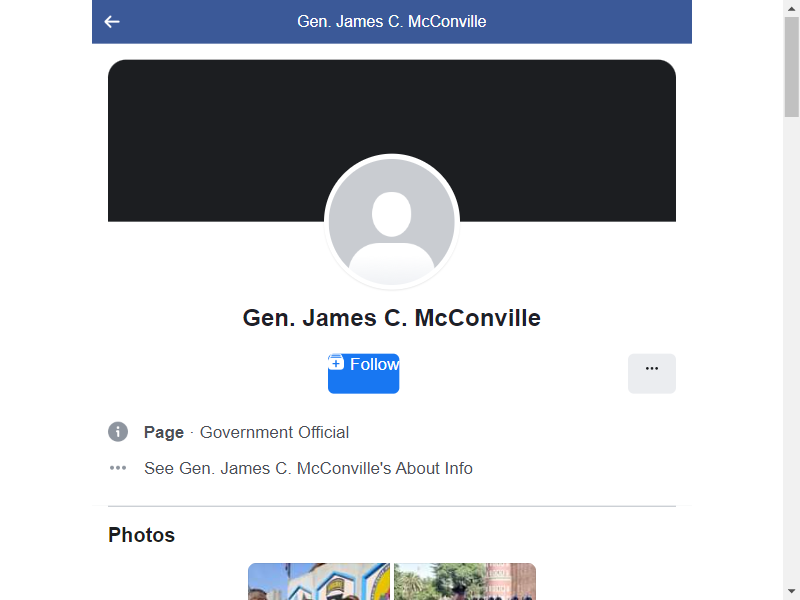 Gen. James C. McConville
Gen. James C. McConville
Follow
Page · Government Official
See Gen. James C. McConville's About Info
Photos